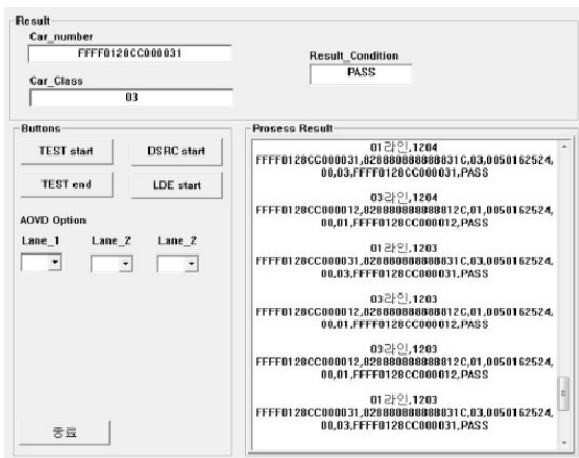 Result
Car_number
FFFF0128CC000031
Result_Condition
PASS
Car_Class
03
Buttons
TEST start
DSRC start
TEST end
LDE start
AOVD Option
Lane_1
Lane_2
Lane_2
종료
Prosess Result
01라인,1204
FFFF0128CC000031,828880888888831C,03,0050162524,
00,03,FFFF0128CC000031,PASS
03라인,1204
FFFF0128CC000012,828880888888812C,01,0050162524,
00,01,FFFF0128CC000012,PASS
01라인,1203
FFFF0128CC000031,828880888888831C,03,0050162524,
00,03,FFFF0128CC000031,PASS
03라인,1203
FFFF0128CC000012,828880888888812C,01,0050162524,
00,01,FFFF0128CC000012,PASS
03라인,1203
FFFF0128CC000012,828880888888812C,01,0050162524,
00,01,FFFF0128CC000012,PASS
01라인,1203
FFFF0128CC000031,828880888888831C,03,0050162524,
00,03,FFFF0128CC000031,PASS